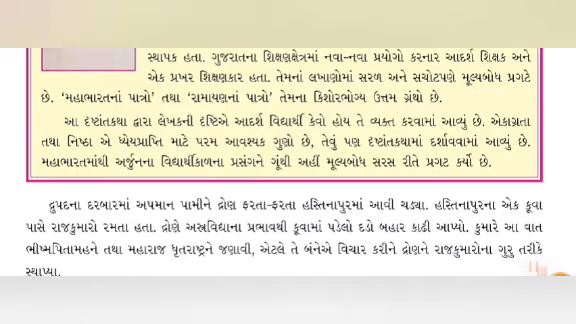 સ્થાપક હતા. ગુજરાતના શિક્ષણક્ષેત્રમાં નવા-નવા પ્રયોગો કરનાર આદર્શ શિક્ષક અને
એક પ્રખર શિક્ષણકાર હતા. તેમનાં લખાણોમાં સરળ અને સચોટપણે મૂલ્યબોધ પ્રગટે
છે. ‘મહાભારતનાં પાત્રો’ તથા ‘રામાયણનાં પાત્રો’ તેમના કિશોરભોગ્ય ઉત્તમ ગ્રંથો છે.
આ દૃષ્ટાંતકથા દ્વારા લેખકની દૃષ્ટિએ આદર્શ વિદ્યાર્થી કેવો હોય તે વ્યક્ત કરવામાં આવ્યું છે. એકાગ્રતા
તથા નિષ્ઠા એ ધ્યેયપ્રાપ્તિ માટે પરમ આવશ્યક ગુણો છે, તેવું પણ દૃષ્ટાંતકથામાં દર્શાવવામાં આવ્યું છે.
મહાભારતમાંથી અર્જુનના વિદ્યાર્થીકાળના પ્રસંગને ગૂંથી અહીં મૂલ્યબોધ સરસ રીતે પ્રગટ કર્યો છે.
દ્રુપદના દરબારમાં અપમાન પામીને દ્રોણ ફરતા-ફરતા હસ્તિનાપુરમાં આવી ચડ્યા. હસ્તિનાપુરના એક કૂવા
પાસે રાજકુમારો રમતા હતા. દ્રોણે અસ્ત્રવિદ્યાના પ્રભાવથી કૂવામાં પડેલો દડો બહાર કાઢી આપ્યો. કુમારે આ વાત
ભીષ્મપિતામહને તથા મહારાજ ધૃતરાષ્ટ્રને જણાવી, એટલે તે બંનેએ વિચાર કરીને દ્રોણને રાજકુમારોના ગુરુ તરીકે
સ્થાપ્યા.